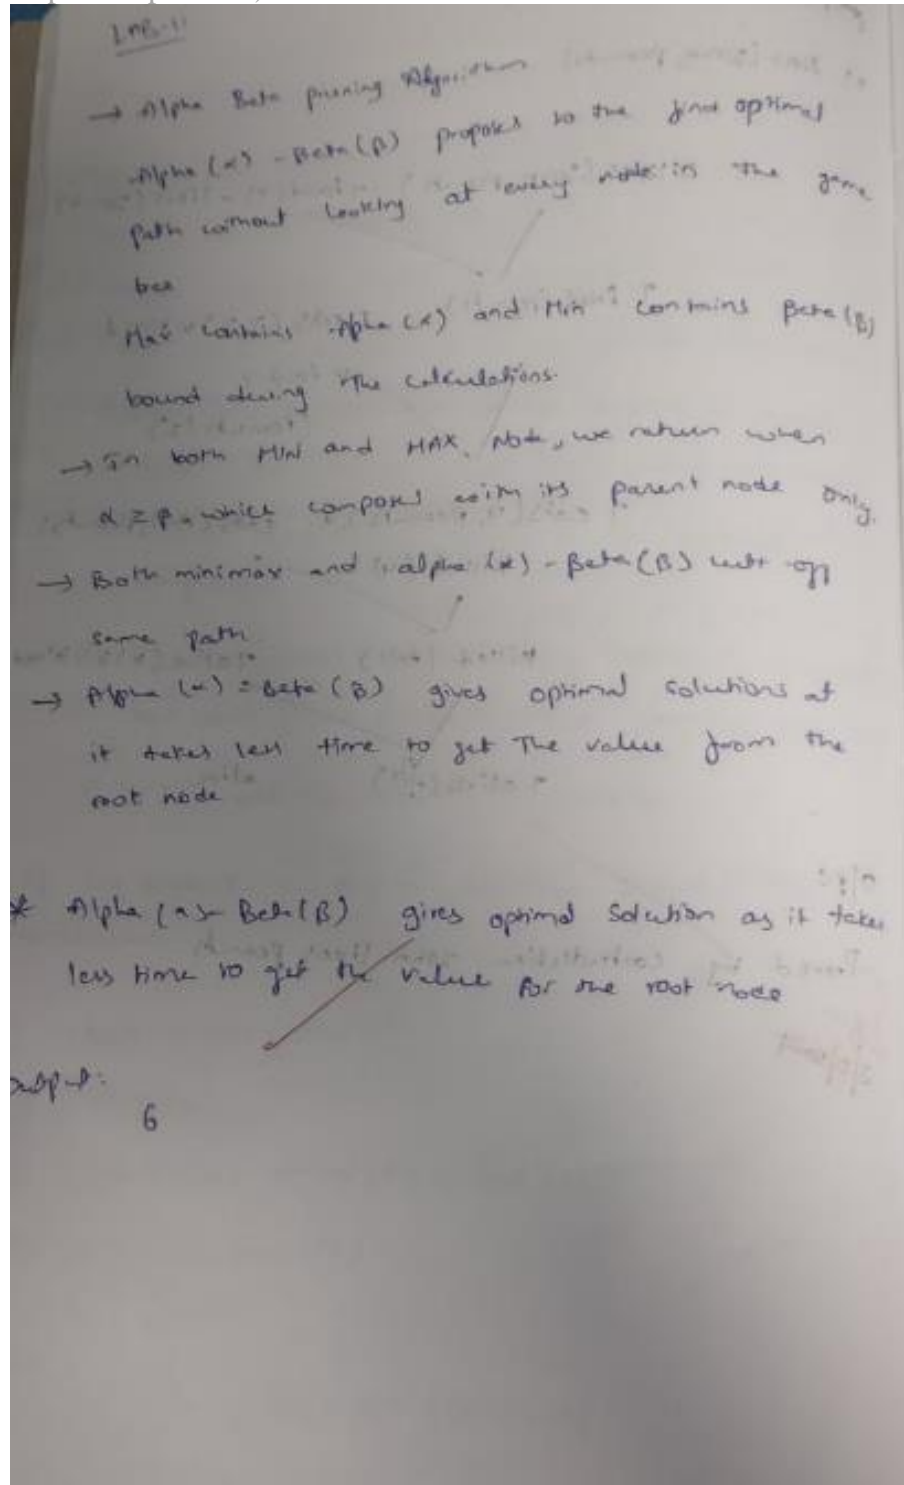 LAB-11
→ Alpha Beta pruning Algorithm
Alpha (α) - Beta (β) proposes to the find optimal
path without looking at every node in the game
tree
Max contains Alpha (α) and Min contains Beta (β)
bound during the calculations.
→ In both MIN and MAX Node, we return when
α ≥ β which compares with its parent node only.
→ Both minimax and alpha (α) - Beta (β) cut off
same path
→ Alpha (α) - Beta (β) gives optimal solutions at
it takes less time to get The value from the
root node
* Alpha (α) - Beta (β) gives optimal Solution as it takes
less time to get the value for the root node
output:
6